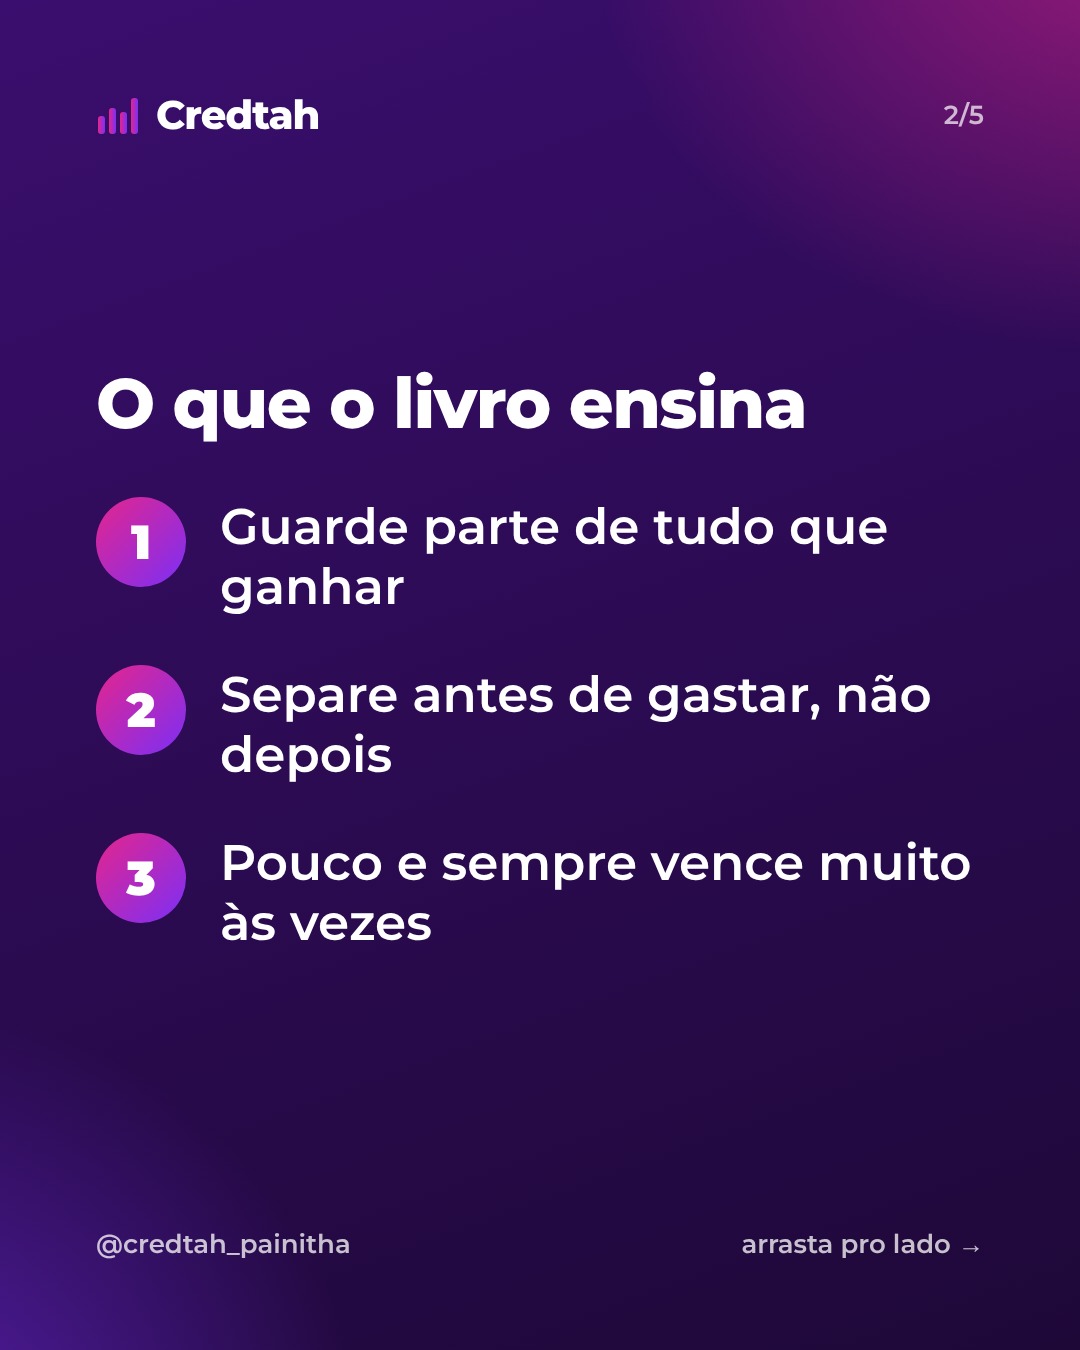 Credtah
2/5
O que o livro ensina
1 Guarde parte de tudo que
ganhar
2 Separe antes de gastar, não
depois
3 Pouco e sempre vence muito
às vezes
@credtah_painitha
arrasta pro lado →